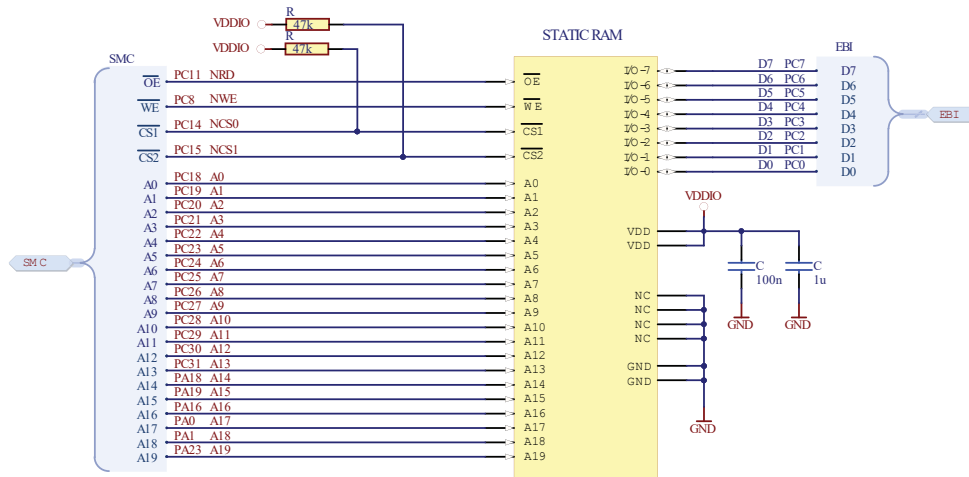 R
VDDIO 47k
R
VDDIO 47k
STATIC RAM
SMC
EBI
OE PC11 NRD OE
WE PC8 NWE WE
CS1 PC14 NCS0 CS1
CS2 PC15 NCS1 CS2
A0 PC18 A0 A0
A1 PC19 A1 A1
A2 PC20 A2 A2
A3 PC21 A3 A3
A4 PC22 A4 A4
A5 PC23 A5 A5
A6 PC24 A6 A6
A7 PC25 A7 A7
A8 PC26 A8 A8
A9 PC27 A9 A9
A10 PC28 A10 A10
A11 PC29 A11 A11
A12 PC30 A12 A12
A13 PC31 A13 A13
A14 PA18 A14 A14
A15 PA19 A15 A15
A16 PA16 A16 A16
A17 PA0 A17 A17
A18 PA1 A18 A18
A19 PA23 A19 A19
SMC
I/O-7 D7 PC7 D7
I/O-6 D6 PC6 D6
I/O-5 D5 PC5 D5
I/O-4 D4 PC4 D4
I/O-3 D3 PC3 D3
I/O-2 D2 PC2 D2
I/O-1 D1 PC1 D1
I/O-0 D0 PC0 D0
EBI
VDDIO
VDD
VDD
C
100n
C
1u
GND
GND
NC
NC
NC
NC
GND
GND
GND